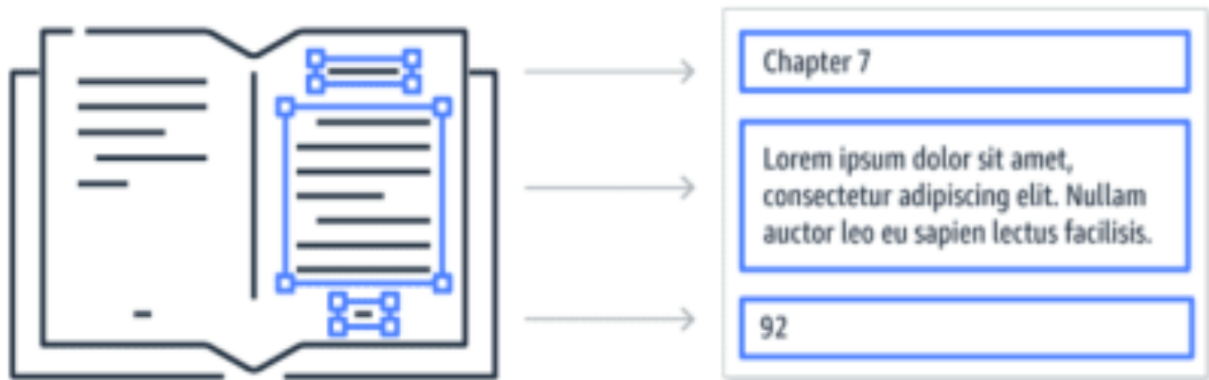 Chapter 7
Lorem ipsum dolor sit amet,
consectetur adipiscing elit. Nullam
auctor leo eu sapien lectus facilisis.
92